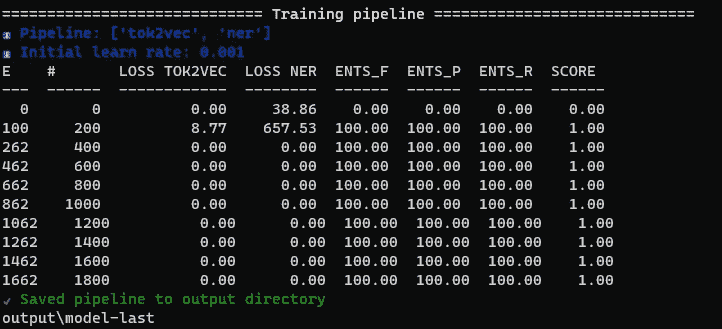 ============================= Training pipeline =============================
ℹ Pipeline: ['tok2vec', 'ner']
ℹ Initial learn rate: 0.001
E    #       LOSS TOK2VEC  LOSS NER  ENTS_F  ENTS_P  ENTS_R  SCORE
---  ------  ------------  --------  ------  ------  ------  ------
  0       0          0.00     38.86    0.00    0.00    0.00    0.00
100     200          8.77    657.53  100.00  100.00  100.00    1.00
262     400          0.00      0.00  100.00  100.00  100.00    1.00
462     600          0.00      0.00  100.00  100.00  100.00    1.00
662     800          0.00      0.00  100.00  100.00  100.00    1.00
862    1000          0.00      0.00  100.00  100.00  100.00    1.00
1062    1200          0.00      0.00  100.00  100.00  100.00    1.00
1262    1400          0.00      0.00  100.00  100.00  100.00    1.00
1462    1600          0.00      0.00  100.00  100.00  100.00    1.00
1662    1800          0.00      0.00  100.00  100.00  100.00    1.00
✔ Saved pipeline to output directory
output\model-last